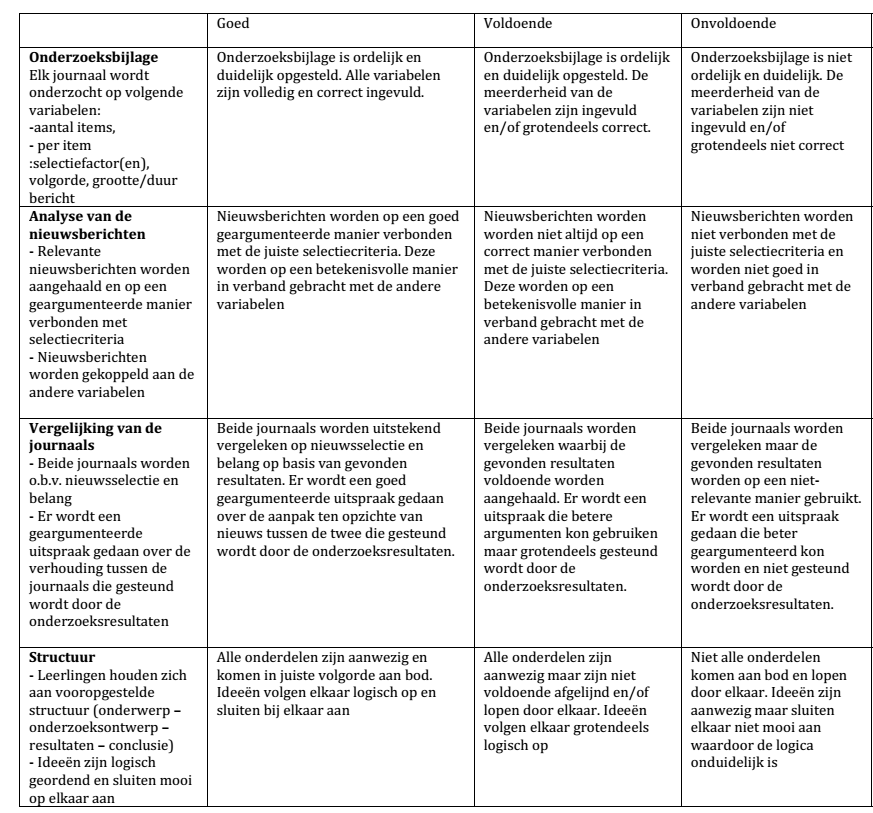 Goed
Voldoende
Onvoldoende
Onderzoeksbijlage
Elk journaal wordt
onderzocht op volgende
variabelen:
-aantal items,
- per item
:selectiefactor(en),
volgorde, grootte/duur
bericht
Onderzoeksbijlage is ordelijk en
duidelijk opgesteld. Alle variabelen
zijn volledig en correct ingevuld.
Onderzoeksbijlage is ordelijk
en duidelijk opgesteld. De
meerderheid van de
variabelen zijn ingevuld
en/of grotendeels correct.
Onderzoeksbijlage is niet
ordelijk en duidelijk. De
meerderheid van de
variabelen zijn niet
ingevuld en/of
grotendeels niet correct
Analyse van de
nieuwsberichten
- Relevante
nieuwsberichten worden
aangehaald en op een
geargumenteerde manier
verbonden met
selectiecriteria
- Nieuwsberichten
worden gekoppeld aan de
andere variabelen
Nieuwsberichten worden op een goed
geargumenteerde manier verbonden
met de juiste selectiecriteria. Deze
worden op een betekenisvolle manier
in verband gebracht met de andere
variabelen
Nieuwsberichten worden
worden niet altijd op een
correct manier verbonden
met de juiste selectiecriteria.
Deze worden op een
betekenisvolle manier in
verband gebracht met de
andere variabelen
Nieuwsberichten worden
niet verbonden met de
juiste selectiecriteria en
worden niet goed in
verband gebracht met de
andere variabelen
Vergelijking van de
journaals
- Beide journaals worden
o.b.v. nieuwsselectie en
belang
- Er wordt een
geargumenteerde
uitspraak gedaan over de
verhouding tussen de
journaals die gesteund
wordt door de
onderzoeksresultaten
Beide journaals worden uitstekend
vergeleken op nieuwsselectie en
belang op basis van gevonden
resultaten. Er wordt een goed
geargumenteerde uitspraak gedaan
over de aanpak ten opzichte van
nieuws tussen de twee die gesteund
wordt door de onderzoeksresultaten.
Beide journaals worden
vergeleken waarbij de
gevonden resultaten
voldoende worden
aangehaald. Er wordt een
uitspraak die betere
argumenten kon gebruiken
maar grotendeels gesteund
wordt door de
onderzoeksresultaten.
Beide journaals worden
vergeleken maar de
gevonden resultaten
worden op een niet-
relevante manier gebruikt.
Er wordt een uitspraak
gedaan die beter
geargumenteerd kon
worden en niet gesteund
wordt door de
onderzoeksresultaten.
Structuur
- Leerlingen houden zich
aan vooropgestelde
structuur (onderwerp –
onderzoeksontwerp –
resultaten – conclusie)
- Ideeën zijn logisch
geordend en sluiten mooi
op elkaar aan
Alle onderdelen zijn aanwezig en
komen in juiste volgorde aan bod.
Ideeën volgen elkaar logisch op en
sluiten bij elkaar aan
Alle onderdelen zijn
aanwezig maar zijn niet
voldoende afgelijnd en/of
lopen door elkaar. Ideeën
volgen elkaar grotendeels
logisch op
Niet alle onderdelen
komen aan bod en lopen
door elkaar. Ideeën zijn
aanwezig maar sluiten
elkaar niet mooi aan
waardoor de logica
onduidelijk is